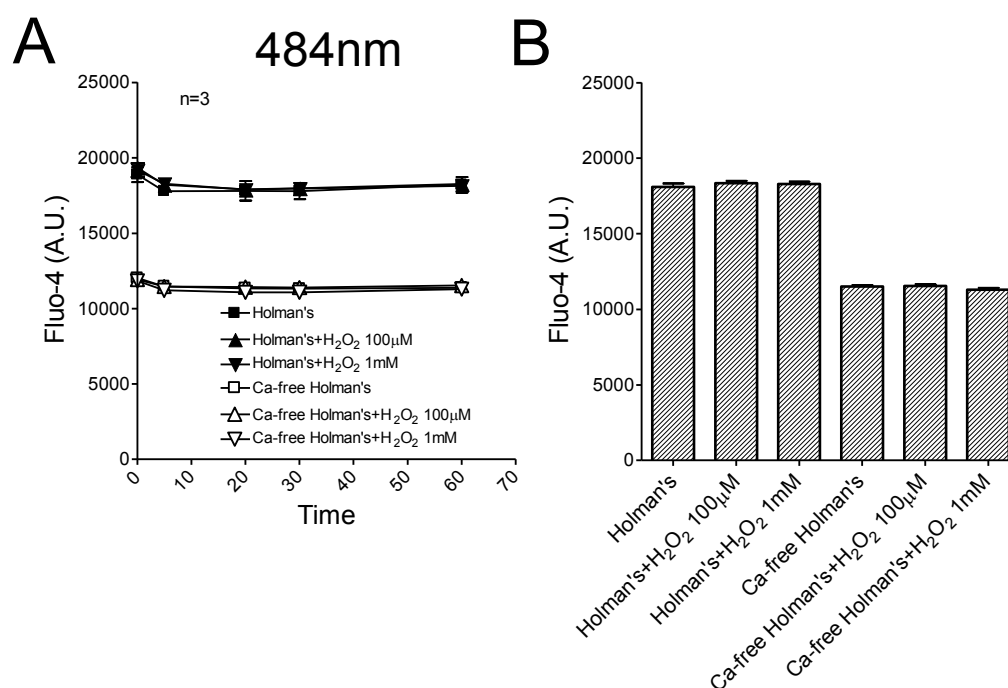 A
484nm
25000
20000
15000
10000
5000
0
Fluo-4 (A.U.)
n=3
Holman's
Holman's+H₂O₂ 100µM
Holman's+H₂O₂ 1mM
Ca-free Holman's
Ca-free Holman's+H₂O₂ 100µM
Ca-free Holman's+H₂O₂ 1mM
0 10 20 30 40 50 60 70
Time
B
25000
20000
15000
10000
5000
0
Fluo-4 (A.U.)
Holman's
Holman's+H₂O₂ 100µM
Holman's+H₂O₂ 1mM
Ca-free Holman's
Ca-free Holman's+H₂O₂ 100µM
Ca-free Holman's+H₂O₂ 1mM